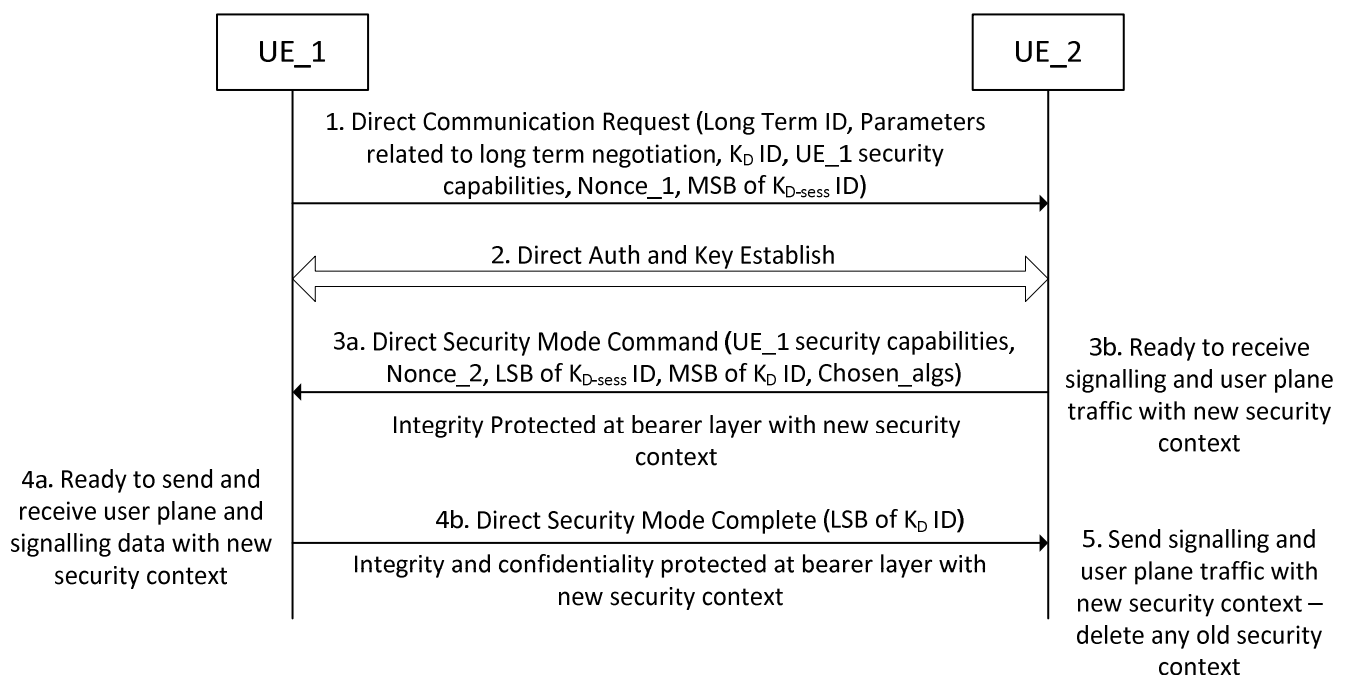 UE_1
UE_2
1. Direct Communication Request (Long Term ID, Parameters
related to long term negotiation, KD ID, UE_1 security
capabilities, Nonce_1, MSB of KD-sess ID)
2. Direct Auth and Key Establish
3a. Direct Security Mode Command (UE_1 security capabilities,
Nonce_2, LSB of KD-sess ID, MSB of KD ID, Chosen_algs)
Integrity Protected at bearer layer with new security
context
3b. Ready to receive
signalling and user plane
traffic with new security
context
4a. Ready to send and
receive user plane and
signalling data with new
security context
4b. Direct Security Mode Complete (LSB of KD ID)
Integrity and confidentiality protected at bearer layer with
new security context
5. Send signalling and
user plane traffic with
new security context –
delete any old security
context